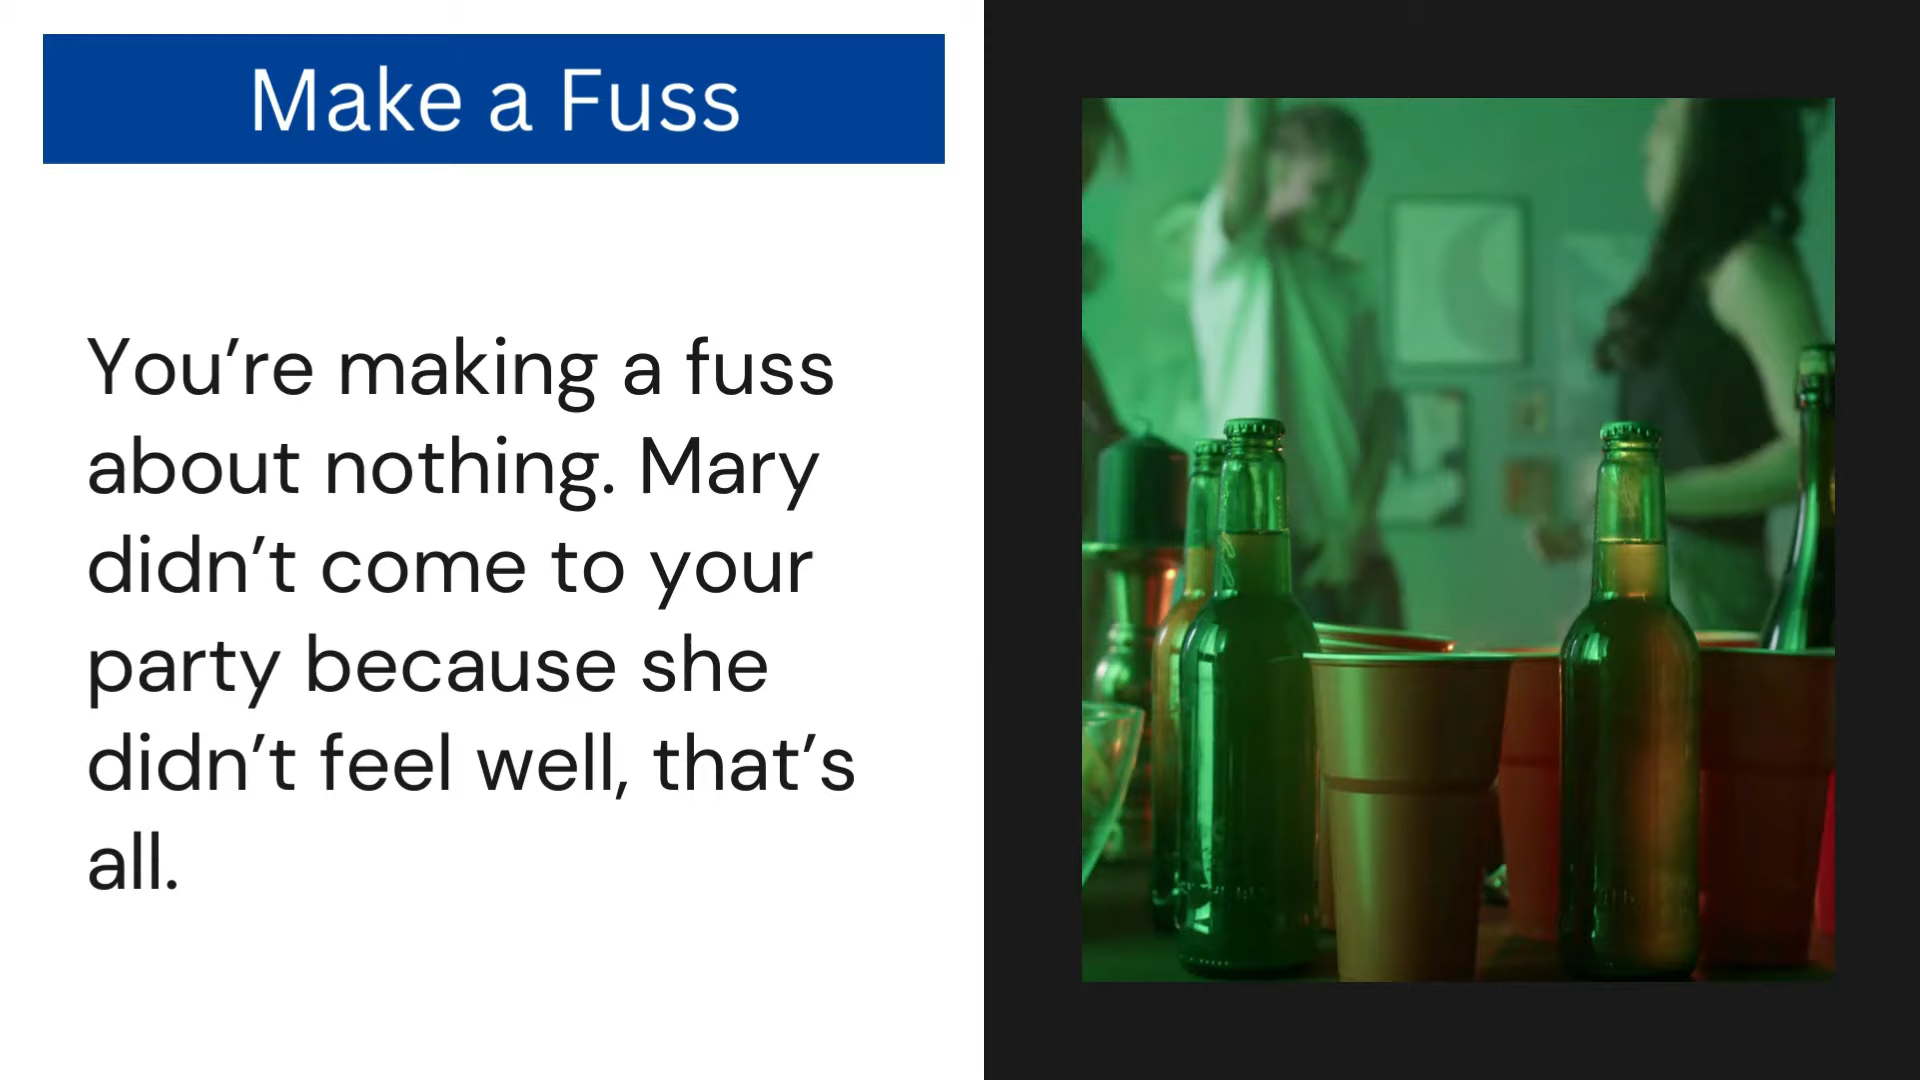 Make a Fuss
You’re making a fuss
about nothing. Mary
didn’t come to your
party because she
didn’t feel well, that’s
all.